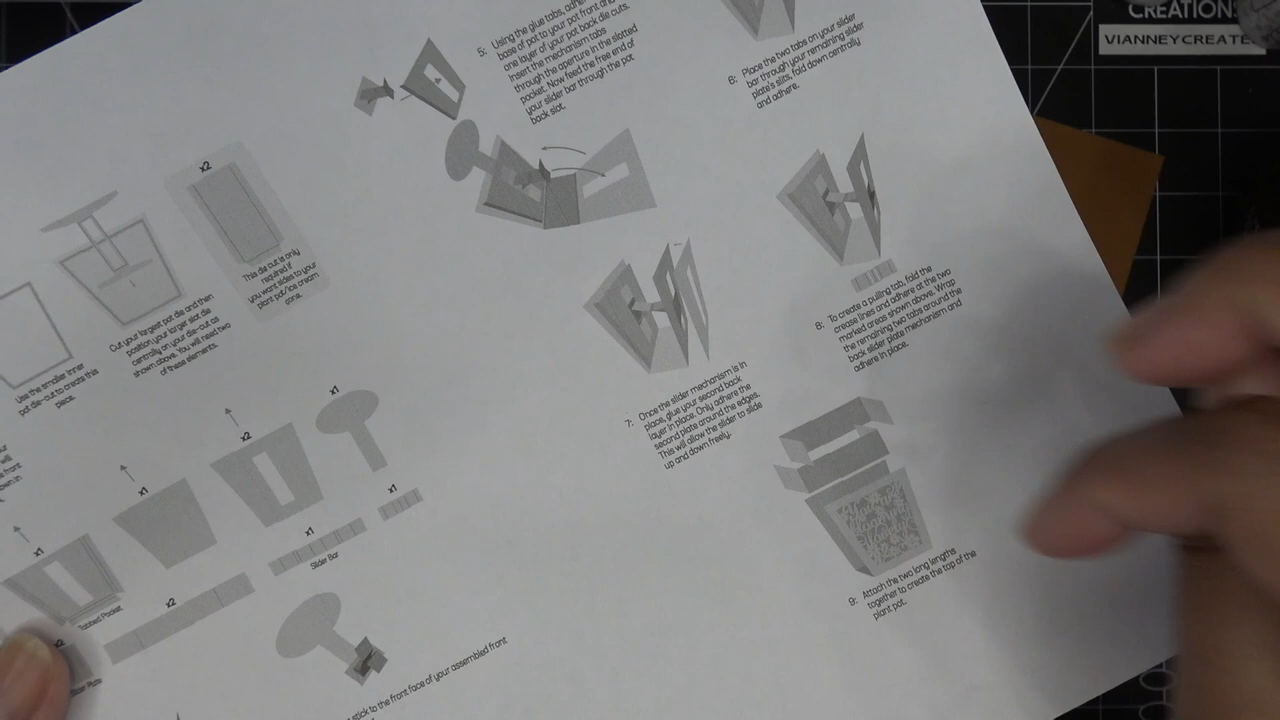 CREATIONS
VIANNEYCREATE
5: Using the glue tabs,
base of pot to your pot front and
one layer of your pot back die cuts.
Insert the mechanism tabs
through the aperture in the slotted
pocket. Now feed the free end of
your slider bar through the pot
back slot.
6: Place the two tabs on your slider
bar through your remaining slider
plate's slits, fold down centrally
and adhere.
x2
This die cut is only
required if
you want sides to your
plant pot/ice cream
cone.
Cut your largest pot die and then
position your larger slot die
centrally on your die-cut as
shown above. You will need two
of these elements.
Use the smaller inner
pot die-cut to create this
piece.
8: To create a pulling tab, fold the
crease lines and adhere at the two
marked areas shown above. Wrap
the remaining two tabs around the
back slider plate mechanism and
adhere in place.
7: Once the slider mechanism is in
place, glue your second back
layer in place. Only adhere the
second plate around the edges.
This will allow the slider to slide
up and down freely.
will
front
in
x1
x2
x1
x1
x1
x1
Slider Bar
Tabbed Pocket
x2
x2
Plate
9: Attach the two long lengths
together to create the top of the
plant pot.
stick to the front face of your assembled front